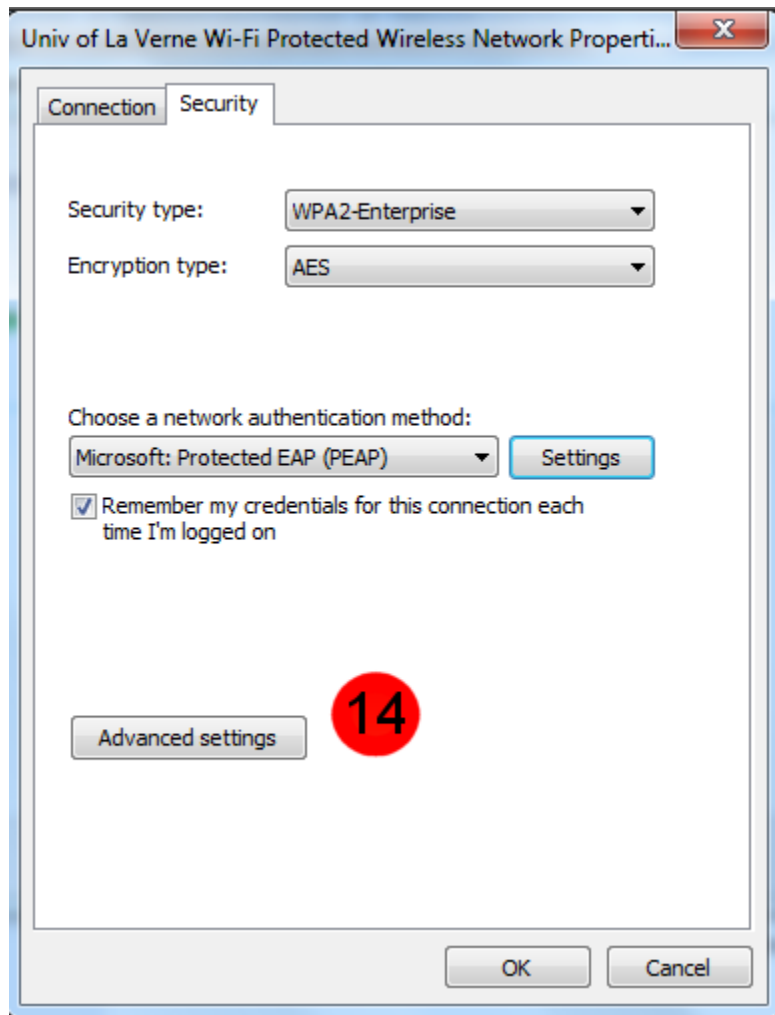 Univ of La Verne Wi-Fi Protected Wireless Network Properti...
Connection Security
Security type: WPA2-Enterprise
Encryption type: AES
Choose a network authentication method:
Microsoft: Protected EAP (PEAP) Settings
Remember my credentials for this connection each
time I'm logged on
14
Advanced settings
OK Cancel